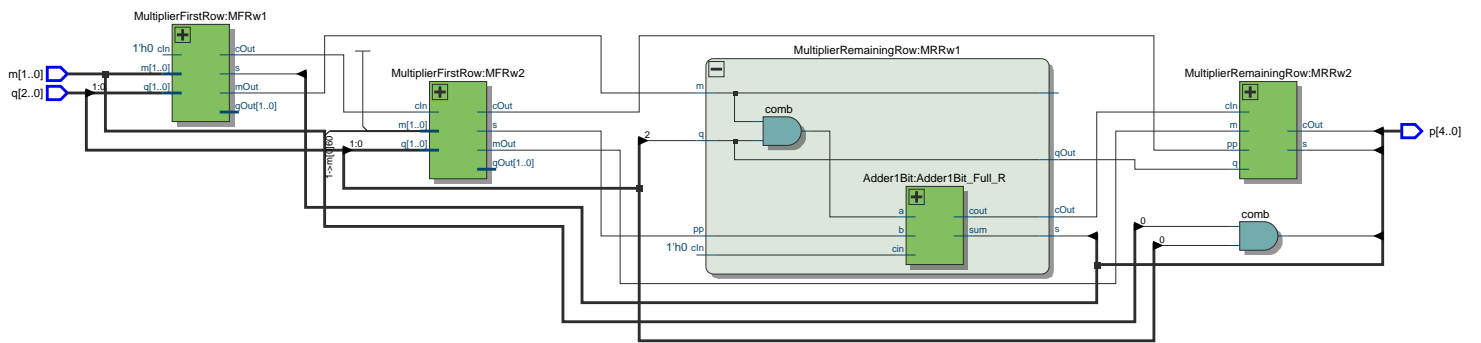 MultiplierFirstRow:MFRw1
1'h0 cIn
m[1..0]
q[1..0]
cOut
s
mOut
qOut[1..0]
m[1..0]
q[2..0]
1:0
MultiplierFirstRow:MFRw2
cIn
m[1..0]
q[1..0]
cOut
s
mOut
qOut[1..0]
1:0
2
MultiplierRemainingRow:MRRw1
m
q
pp
1'h0 cIn
comb
qOut
cOut
s
Adder1Bit:Adder1Bit_Full_R
a
b
cin
cout
sum
MultiplierRemainingRow:MRRw2
cIn
m
pp
q
cOut
s
p[4..0]
comb
0
0